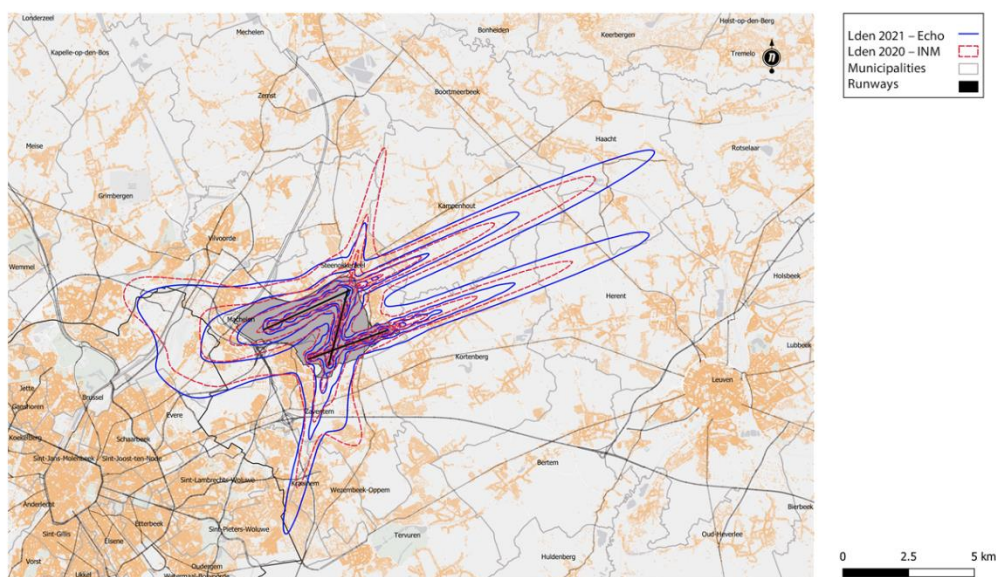 Londerzeel
Mechelen
Bonheiden
Keerbergen
Heist-op-den-Berg
Kapelle-op-den-Bos
Tremelo
n
Zemst
Boortmeerbeek
Haacht
Rotselaar
Meise
Grimbergen
Kampenhout
Vilvoorde
Wemmel
Holsbeek
Herent
Machelen
Lubbeek
Kortenberg
Leuven
Jette
Brussel
Evere
Schaarbeek
Koekelberg
Sint-Jans-Molenbeek
Sint-Joost-ten-Node
Bertem
Sint-Lambrechts-Woluwe
Wezembeek-Oppem
Anderlecht
Bierbeek
Etterbeek
Sint-Gillis
Elsene
Sint-Pieters-Woluwe
Tervuren
Oud-Heverlee
Huldenberg
Vorst
Ukkel
Oudergem
Watermaal-Bosvoorde
Lden 2021 – Echo
Lden 2020 – INM
Municipalities
Runways
0 2.5 5 km